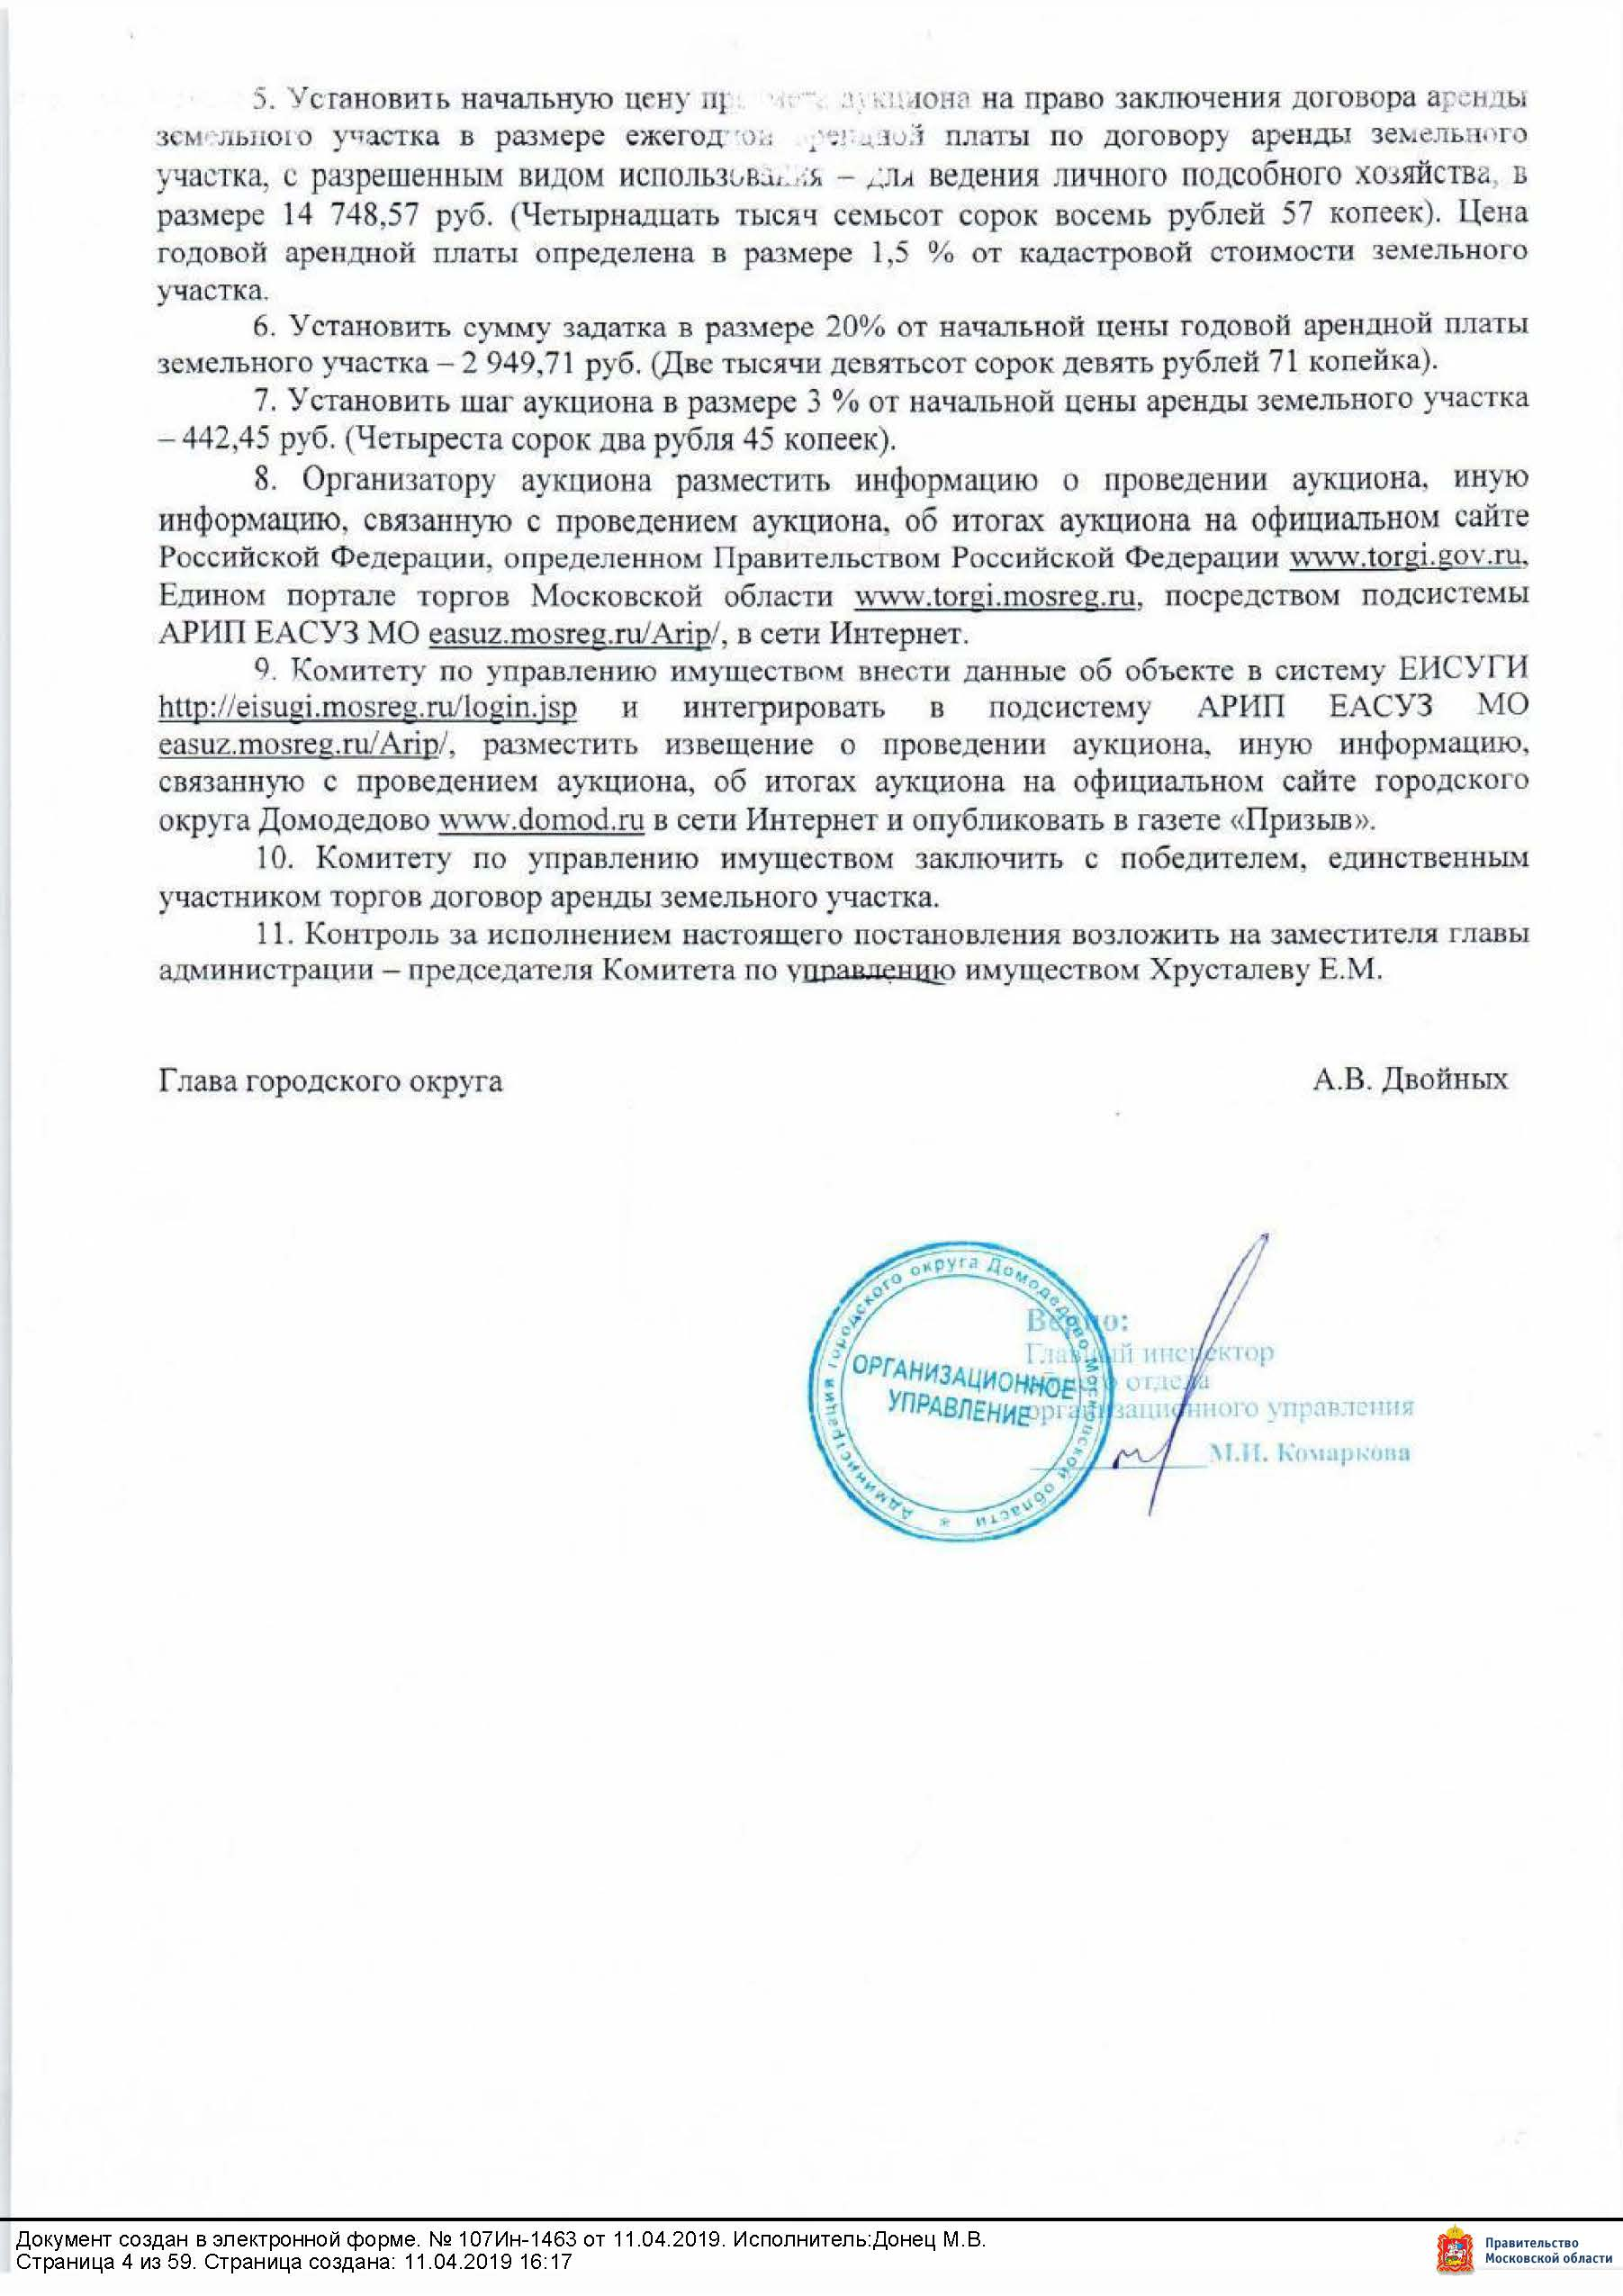 5. Установить начальную цену аукциона на право заключения договора аренды
земельного участка в размере ежегодной арендной платы по договору аренды земельного
участка, с разрешенным видом использования – для ведения личного подсобного хозяйства, в
размере 14 748,57 руб. (Четырнадцать тысяч семьсот сорок восемь рублей 57 копеек). Цена
годовой арендной платы определена в размере 1,5 % от кадастровой стоимости земельного
участка.
6. Установить сумму задатка в размере 20% от начальной цены годовой арендной платы
земельного участка – 2 949,71 руб. (Две тысячи девятьсот сорок девять рублей 71 копейка).
7. Установить шаг аукциона в размере 3 % от начальной цены аренды земельного участка
– 442,45 руб. (Четыреста сорок два рубля 45 копеек).
8. Организатору аукциона разместить информацию о проведении аукциона, иную
информацию, связанную с проведением аукциона, об итогах аукциона на официальном сайте
Российской Федерации, определенном Правительством Российской Федерации www.torgi.gov.ru,
Едином портале торгов Московской области www.torgi.mosreg.ru, посредством подсистемы
АРИП ЕАСУЗ МО easuz.mosreg.ru/Arip/, в сети Интернет.
9. Комитету по управлению имуществом внести данные об объекте в систему ЕИСУГИ
http://eisugi.mosreg.ru/login.jsp и интегрировать в подсистему АРИП ЕАСУЗ МО
easuz.mosreg.ru/Arip/, разместить извещение о проведении аукциона, иную информацию,
связанную с проведением аукциона, об итогах аукциона на официальном сайте городского
округа Домодедово www.domod.ru в сети Интернет и опубликовать в газете «Призыв».
10. Комитету по управлению имуществом заключить с победителем, единственным
участником торгов договор аренды земельного участка.
11. Контроль за исполнением настоящего постановления возложить на заместителя главы
администрации – председателя Комитета по управлению имуществом Хрусталеву Е.М.
Глава городского округа А.В. Двойных
Администрация городского округа Домодедово Московской области *
ОРГАНИЗАЦИОННОЕ
УПРАВЛЕНИЕ
Верно:
Главный инспектор
отдела
организационного управления
М.И. Комаркова
Документ создан в электронной форме. № 107Ин-1463 от 11.04.2019. Исполнитель:Донец М.В.
Страница 4 из 59. Страница создана: 11.04.2019 16:17
Правительство
Московской области